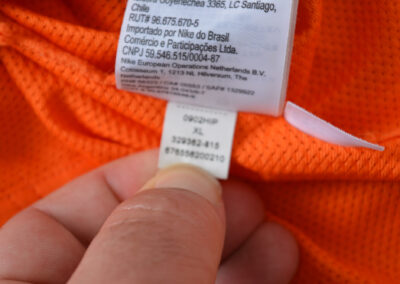 Goyenechea 3365, LC Santiago,
Chile
RUT# 96.675.670-5
Importado por Nike do Brasil
Comércio e Participações Ltda.
CNPJ 59.546.515/0004-87
Nike European Operations Netherlands B.V.
Colosseum 1, 1213 NL Hilversum, The
Netherlands
XL
329362-815
676556200210